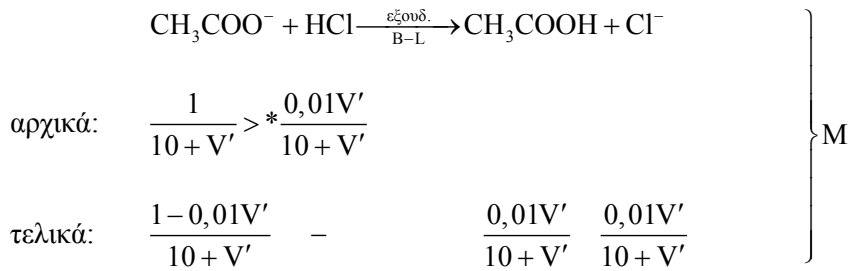 CH₃COO⁻ + HCl —εξουδ./B–L→ CH₃COOH + Cl⁻
αρχικά: 1/(10 + V′) > * 0,01V′/(10 + V′)
τελικά: (1 − 0,01V′)/(10 + V′) – 0,01V′/(10 + V′) 0,01V′/(10 + V′)
} M